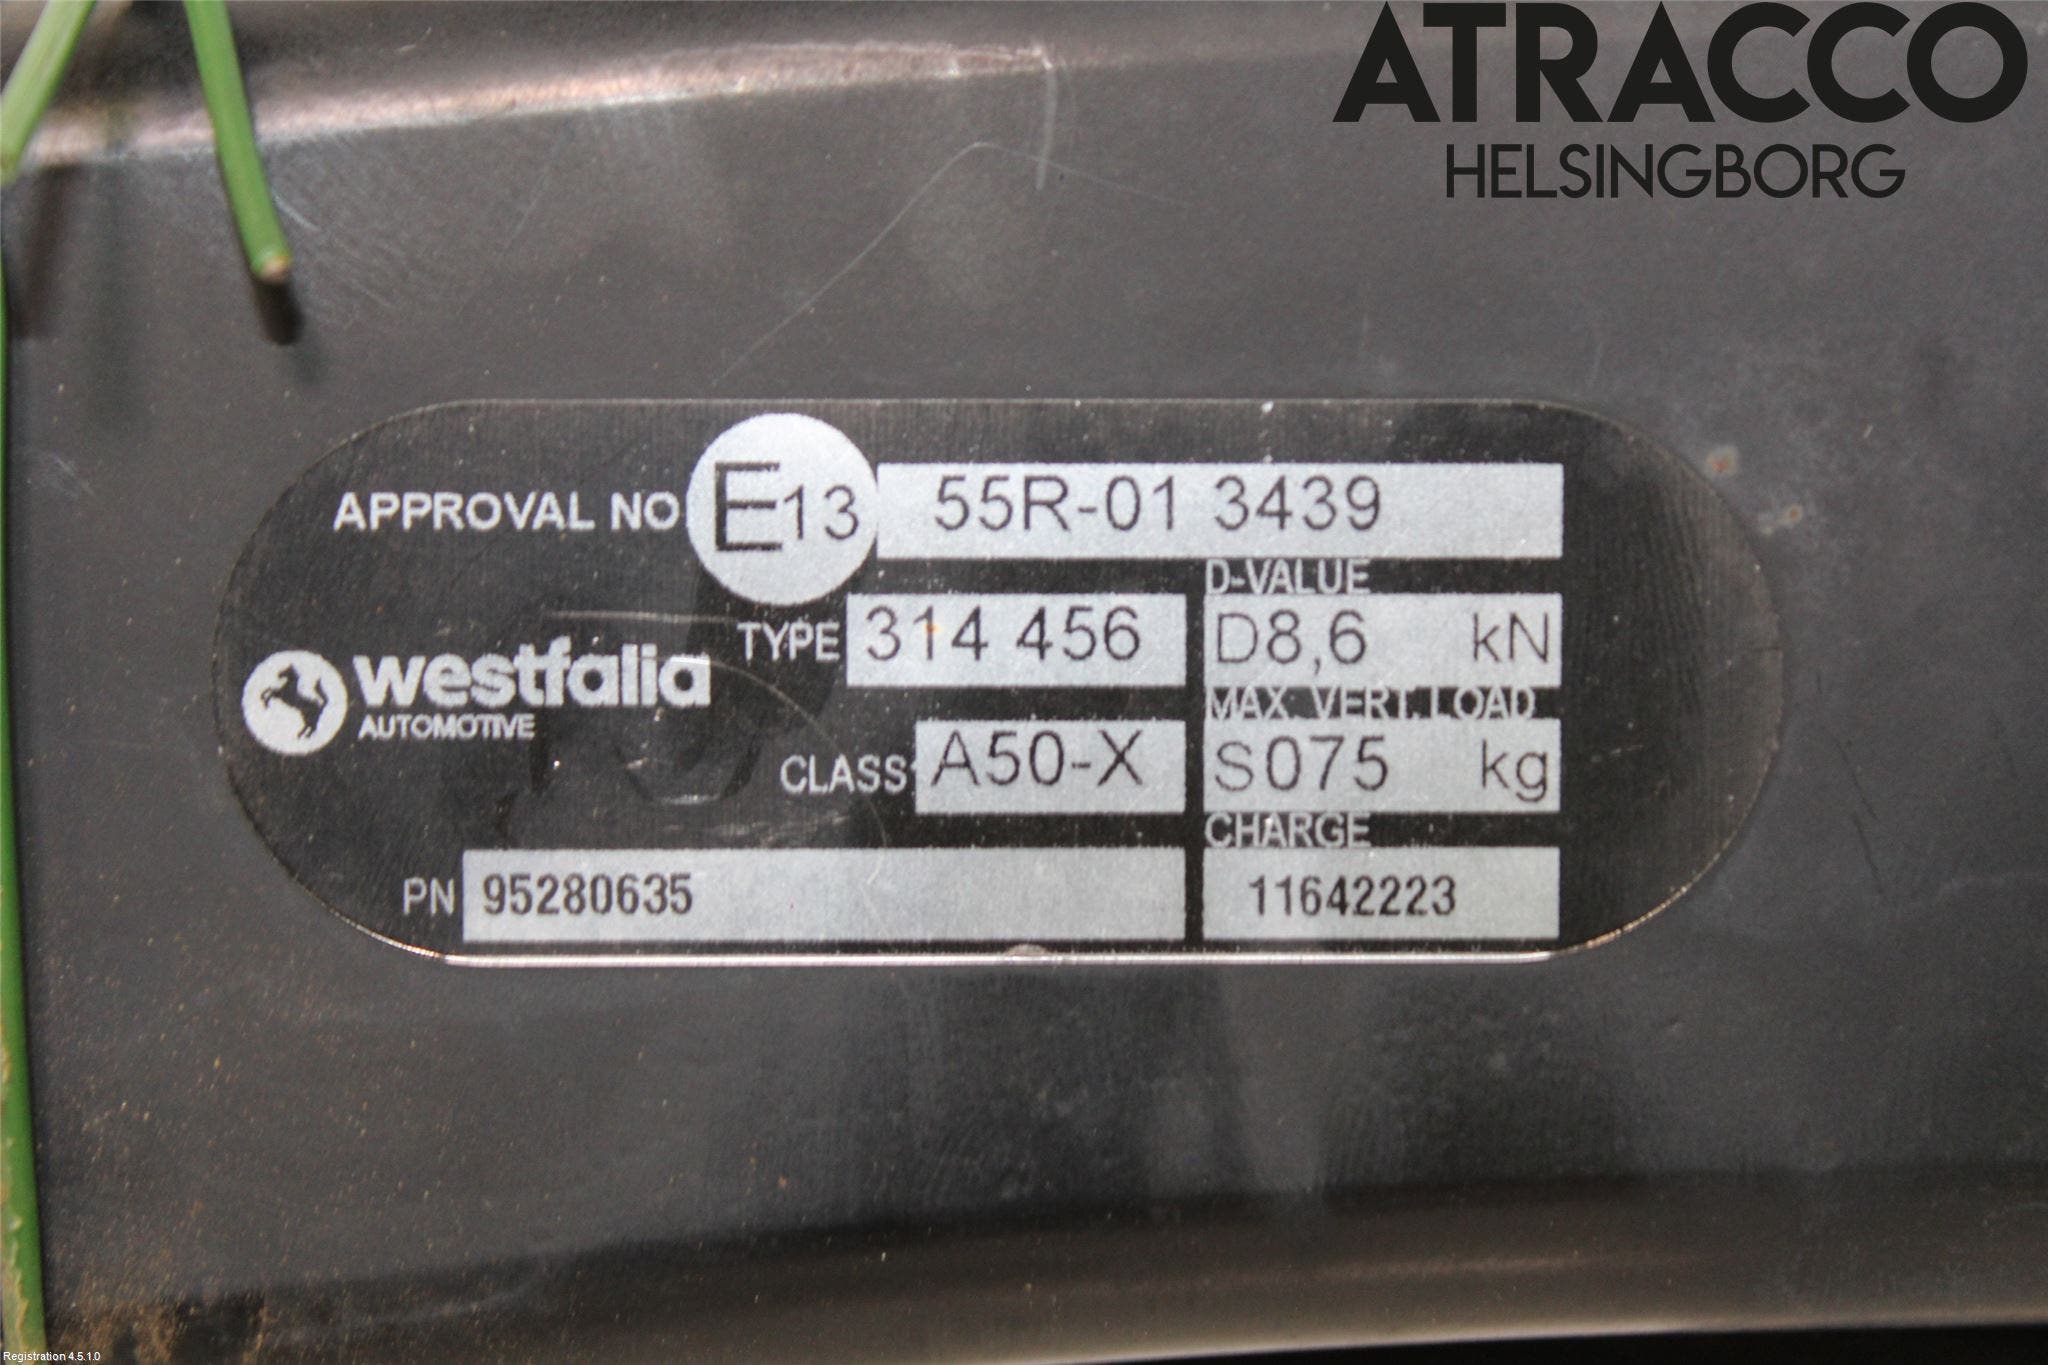 ATRACCO
HELSINGBORG
APPROVAL NO E13 55R-01 3439
D-VALUE
TYPE 314 456 D8,6 kN
westfalia
AUTOMOTIVE
MAX. VERT. LOAD
CLASS A50-X S075 kg
CHARGE
PN 95280635 11642223
Registration 4.5.1.0